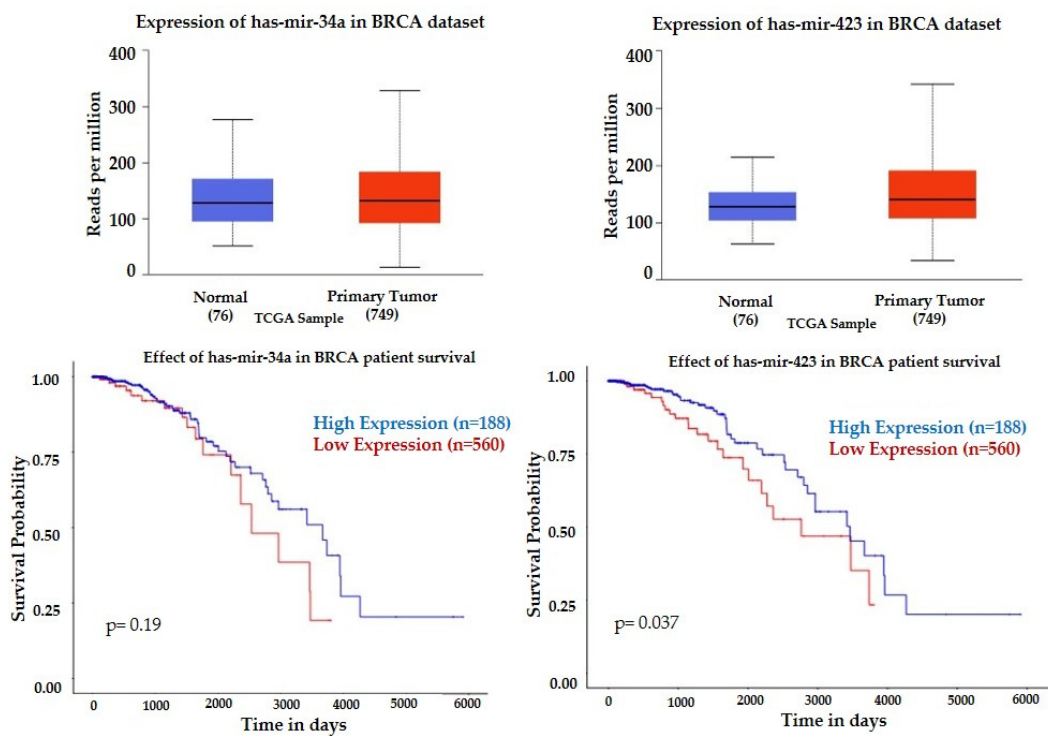 Expression of has-mir-34a in BRCA dataset
Reads per million
400
300
200
100
0
Normal
(76)
TCGA Sample
Primary Tumor
(749)
Expression of has-mir-423 in BRCA dataset
Reads per million
400
300
200
100
0
Normal
(76)
TCGA Sample
Primary Tumor
(749)
Effect of has-mir-34a in BRCA patient survival
Survival Probability
1.00
0.75
0.50
0.25
0.00
High Expression (n=188)
Low Expression (n=560)
p= 0.19
0 1000 2000 3000 4000 5000 6000
Time in days
Effect of has-mir-423 in BRCA patient survival
Survival Probability
1.00
0.75
0.50
0.25
0.00
High Expression (n=188)
Low Expression (n=560)
p= 0.037
0 1000 2000 3000 4000 5000 6000
Time in days